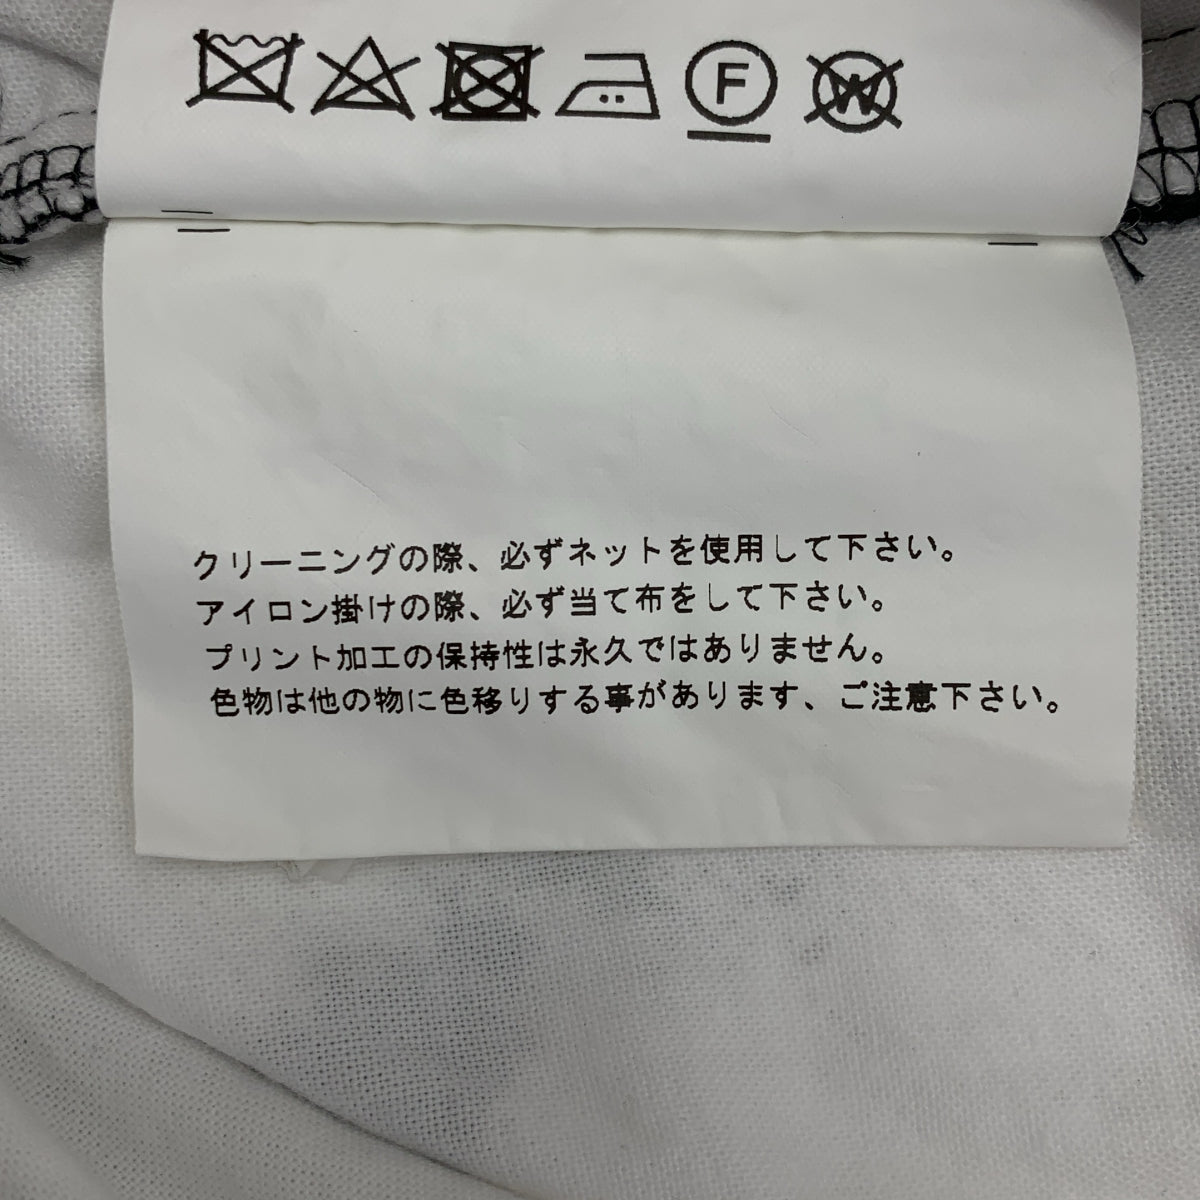 F W
クリーニングの際、必ずネットを使用して下さい。
アイロン掛けの際、必ず当て布をして下さい。
プリント加工の保持性は永久ではありません。
色物は他の物に色移りする事があります、ご注意下さい。